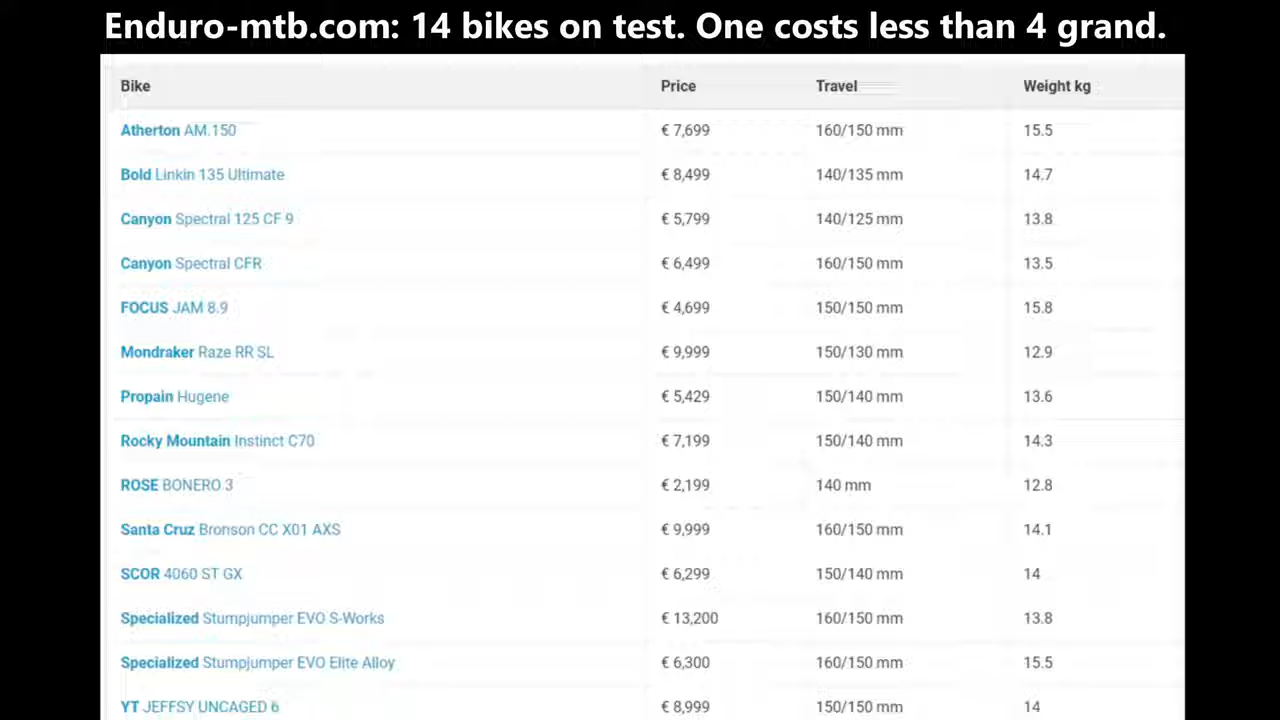 Enduro-mtb.com: 14 bikes on test. One costs less than 4 grand.
Bike Price Travel Weight kg
Atherton AM.150 € 7,699 160/150 mm 15.5
Bold Linkin 135 Ultimate € 8,499 140/135 mm 14.7
Canyon Spectral 125 CF 9 € 5,799 140/125 mm 13.8
Canyon Spectral CFR € 6,499 160/150 mm 13.5
FOCUS JAM 8.9 € 4,699 150/150 mm 15.8
Mondraker Raze RR SL € 9,999 150/130 mm 12.9
Propain Hugene € 5,429 150/140 mm 13.6
Rocky Mountain Instinct C70 € 7,199 150/140 mm 14.3
ROSE BONERO 3 € 2,199 140 mm 12.8
Santa Cruz Bronson CC X01 AXS € 9,999 160/150 mm 14.1
SCOR 4060 ST GX € 6,299 150/140 mm 14
Specialized Stumpjumper EVO S-Works € 13,200 160/150 mm 13.8
Specialized Stumpjumper EVO Elite Alloy € 6,300 160/150 mm 15.5
YT JEFFSY UNCAGED 6 € 8,999 150/150 mm 14